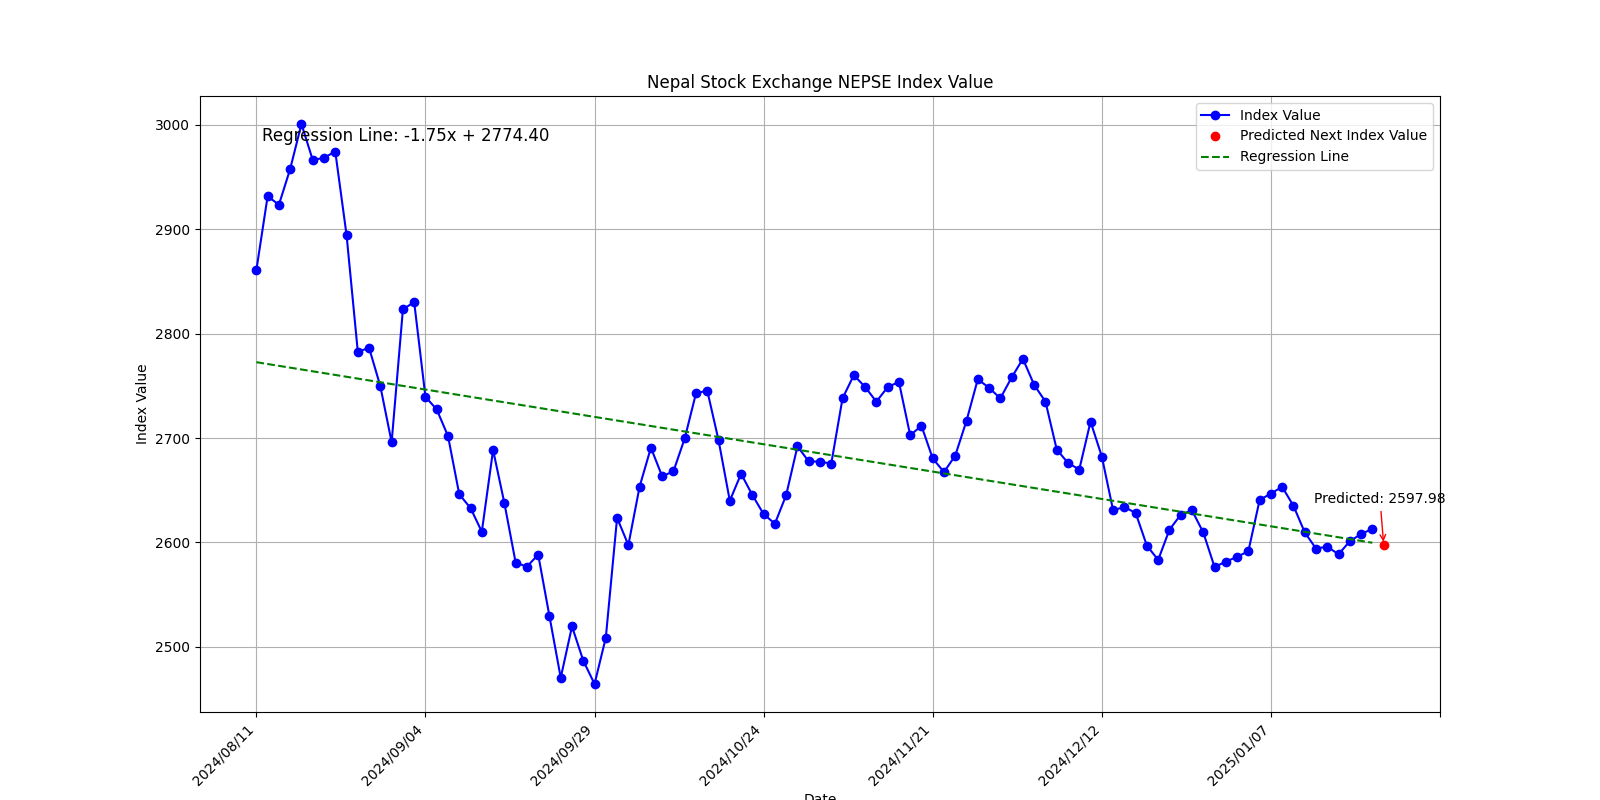 Nepal Stock Exchange NEPSE Index Value
Regression Line: -1.75x + 2774.40
Index Value
Predicted Next Index Value
Regression Line
Predicted: 2597.98
Index Value
3000
2900
2800
2700
2600
2500
2024/08/11
2024/09/04
2024/09/29
2024/10/24
2024/11/21
2024/12/12
2025/01/07
Date